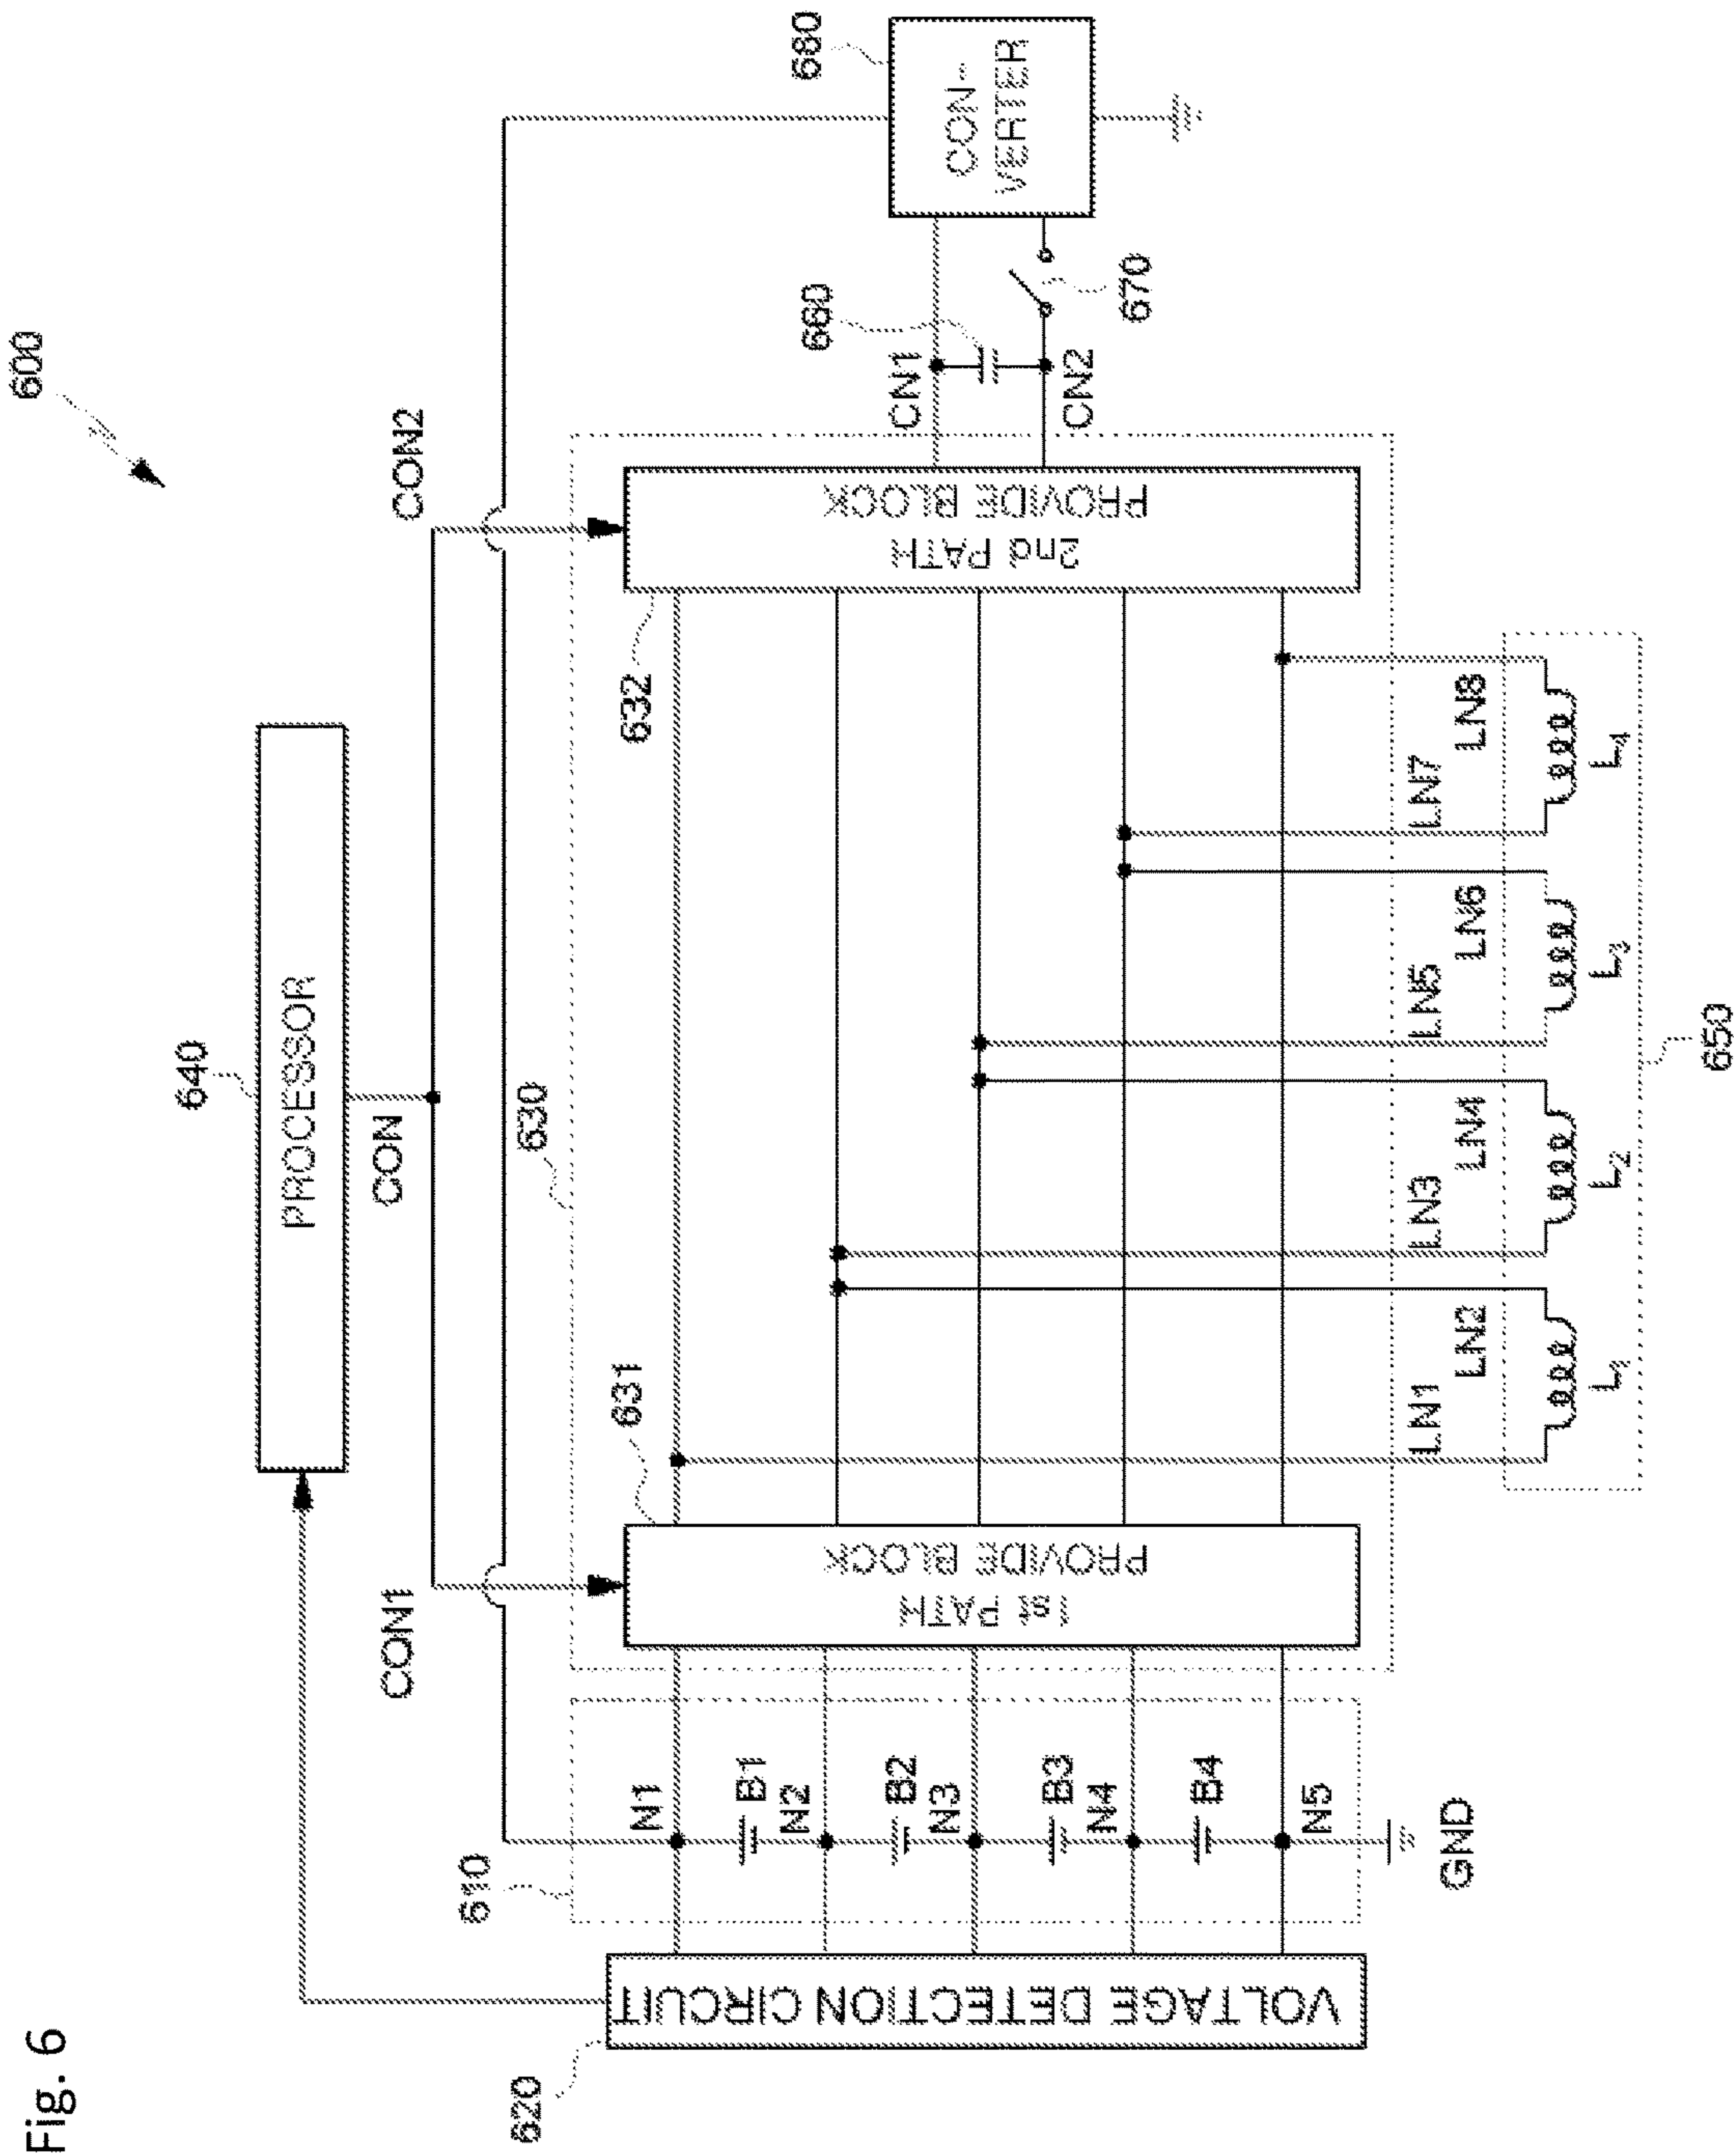 Fig. 6
600
640
PROCESSOR
CON
CON1
CON2
680
CON-
VERTER
630
631
632
1st PATH
PROVIDE BLOCK
2nd PATH
PROVIDE BLOCK
660
CN1
CN2
670
610
N1
B1
N2
B2
N3
B3
N4
B4
N5
GND
620
VOLTAGE DETECTION CIRCUIT
LN1
LN2
LN3
LN4
LN5
LN6
LN7
LN8
L1
L2
L3
L4
650